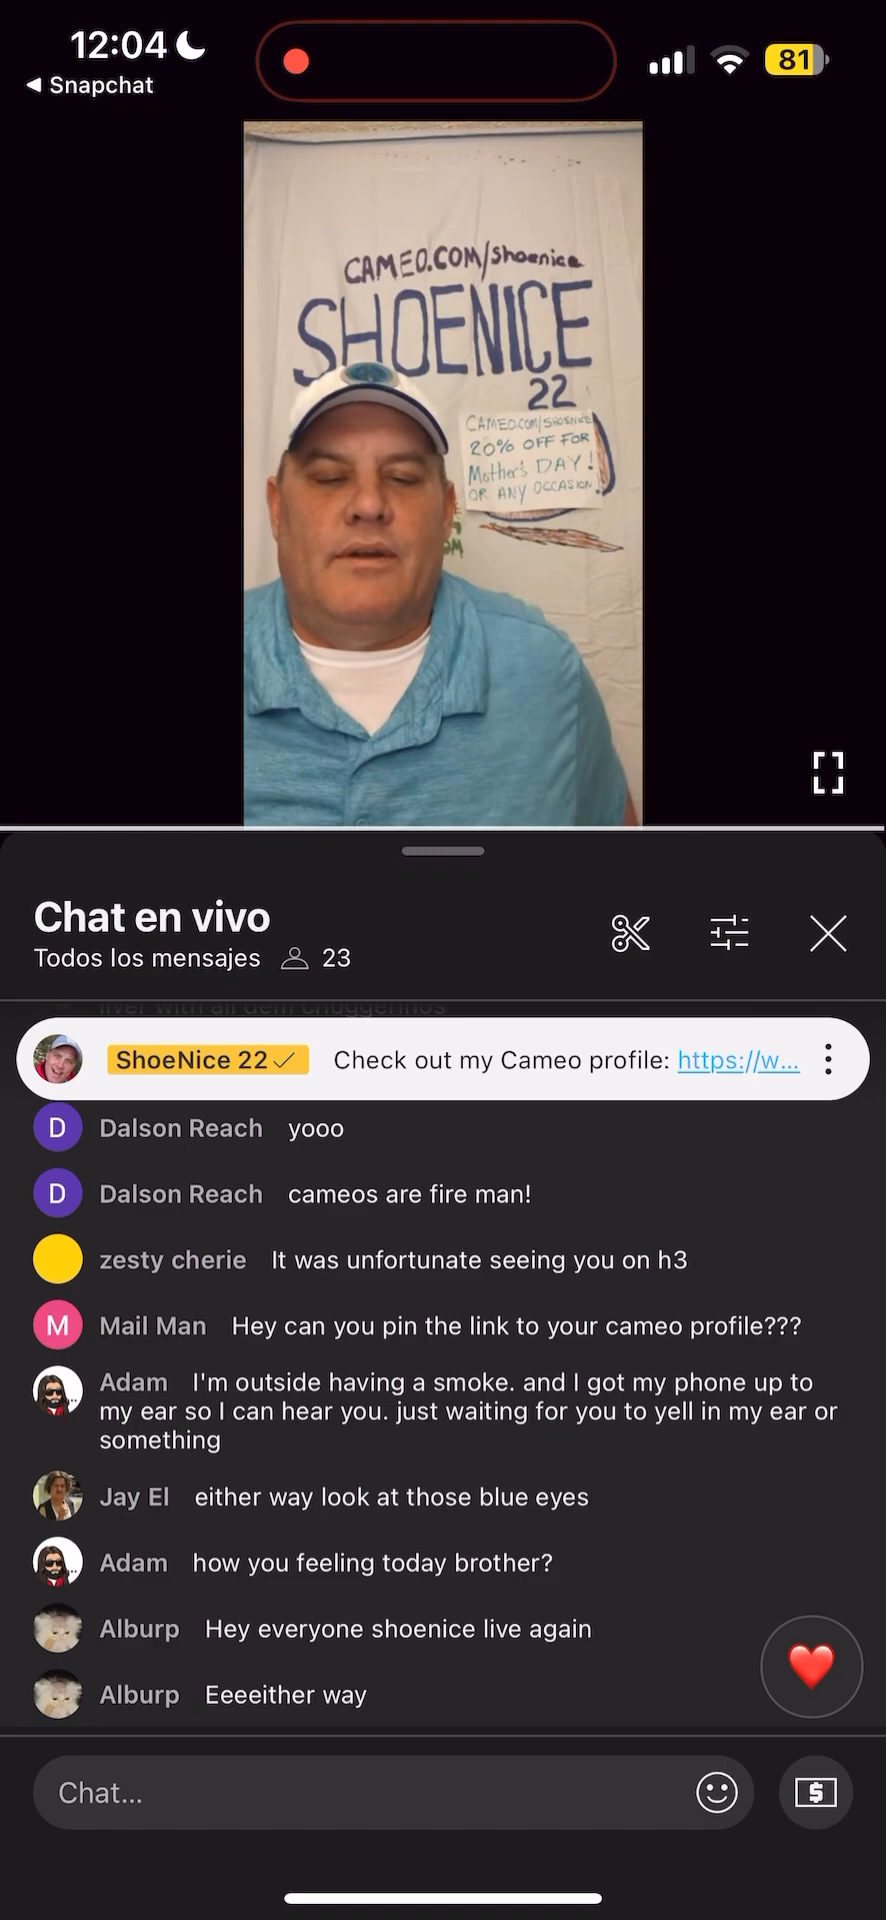 12:04
81
Snapchat
CAMEO.COM/shoenice
SHOENICE
22
CAMEO.COM/SHOENICE
20% OFF FOR
Mother's DAY!
OR ANY OCCASION!
Chat en vivo
Todos los mensajes 23
liver with all dem chuggerinos
ShoeNice 22 Check out my Cameo profile: https://w...
D Dalson Reach yooo
D Dalson Reach cameos are fire man!
zesty cherie It was unfortunate seeing you on h3
M Mail Man Hey can you pin the link to your cameo profile???
Adam I'm outside having a smoke. and I got my phone up to
my ear so I can hear you. just waiting for you to yell in my ear or
something
Jay El either way look at those blue eyes
Adam how you feeling today brother?
Alburp Hey everyone shoenice live again
Alburp Eeeeither way
Chat...
$